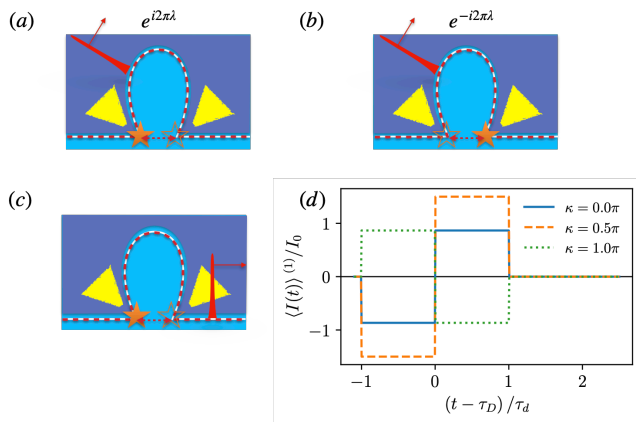 (a) e^{i2πλ}
(b) e^{-i2πλ}
(c)
(d)
⟨I(t)⟩^{(1)}/I_0
1
0
−1
κ = 0.0π
κ = 0.5π
κ = 1.0π
−1 0 1 2
(t − τ_D)/τ_d